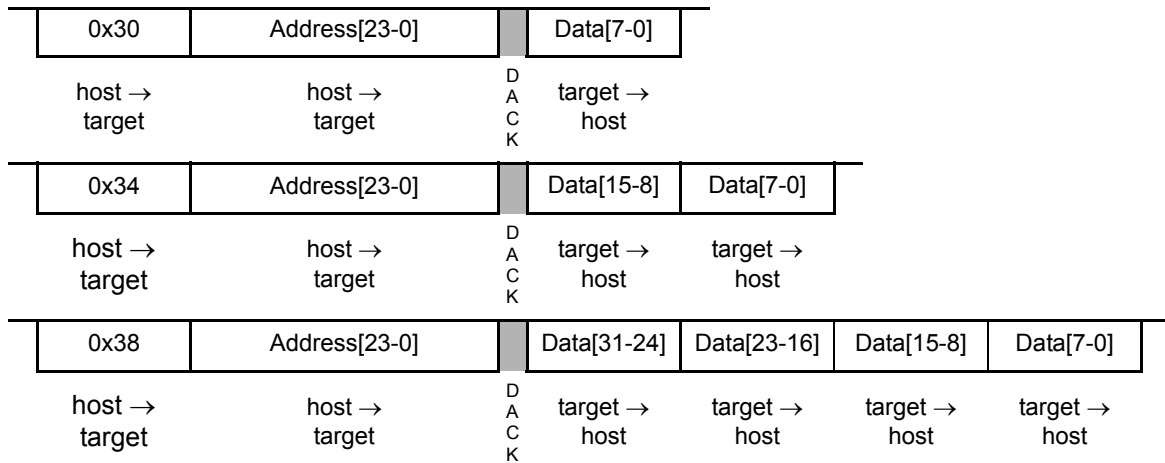 0x30 Address[23-0] Data[7-0]
host → host → D A C K target →
target target host
0x34 Address[23-0] Data[15-8] Data[7-0]
host → host → D A C K target → target →
target target host host
0x38 Address[23-0] Data[31-24] Data[23-16] Data[15-8] Data[7-0]
host → host → D A C K target → target → target → target →
target target host host host host